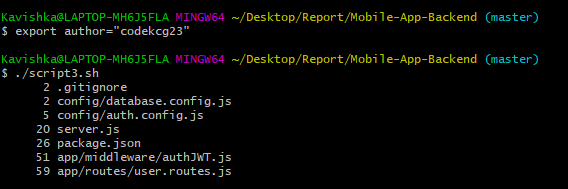 Kavishka@LAPTOP-MH6J5FLA MINGW64 ~/Desktop/Report/Mobile-App-Backend (master)
$ export author="codekcg23"
Kavishka@LAPTOP-MH6J5FLA MINGW64 ~/Desktop/Report/Mobile-App-Backend (master)
$ ./script3.sh
2 .gitignore
2 config/database.config.js
5 config/auth.config.js
20 server.js
26 package.json
51 app/middleware/authJWT.js
59 app/routes/user.routes.js